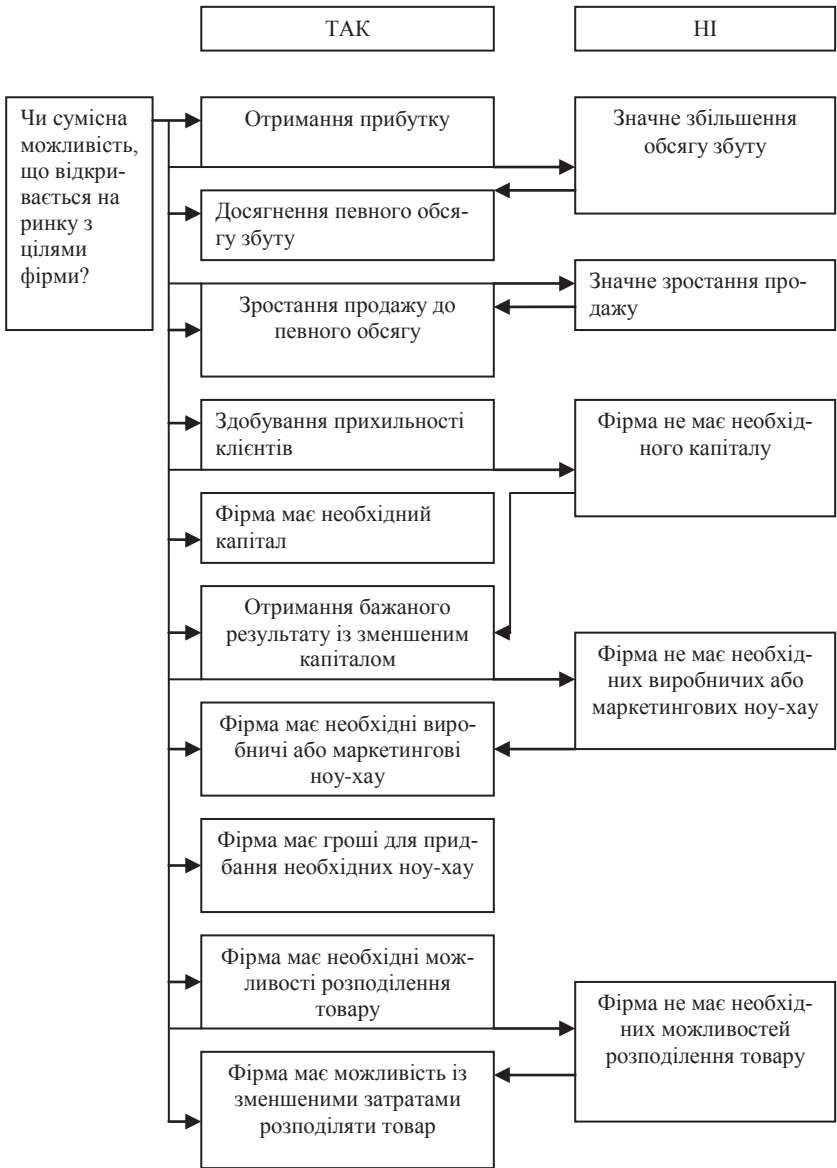 ТАК
НІ
Чи сумісна
можливість,
що відкри-
вається на
ринку з
цілями
фірми?
Отримання прибутку
Значне збільшення
обсягу збуту
Досягнення певного обся-
гу збуту
Зростання продажу до
певного обсягу
Значне зростання про-
дажу
Здобування прихильності
клієнтів
Фірма не має необхід-
ного капіталу
Фірма має необхідний
капітал
Отримання бажаного
результату із зменшеним
капіталом
Фірма не має необхід-
них виробничих або
маркетингових ноу-хау
Фірма має необхідні виро-
бничі або маркетингові
ноу-хау
Фірма має гроші для прид-
бання необхідних ноу-хау
Фірма має необхідні мож-
ливості розподілення
товару
Фірма не має необхід-
них можливостей
розподілення товару
Фірма має можливість із
зменшеними затратами
розподіляти товар